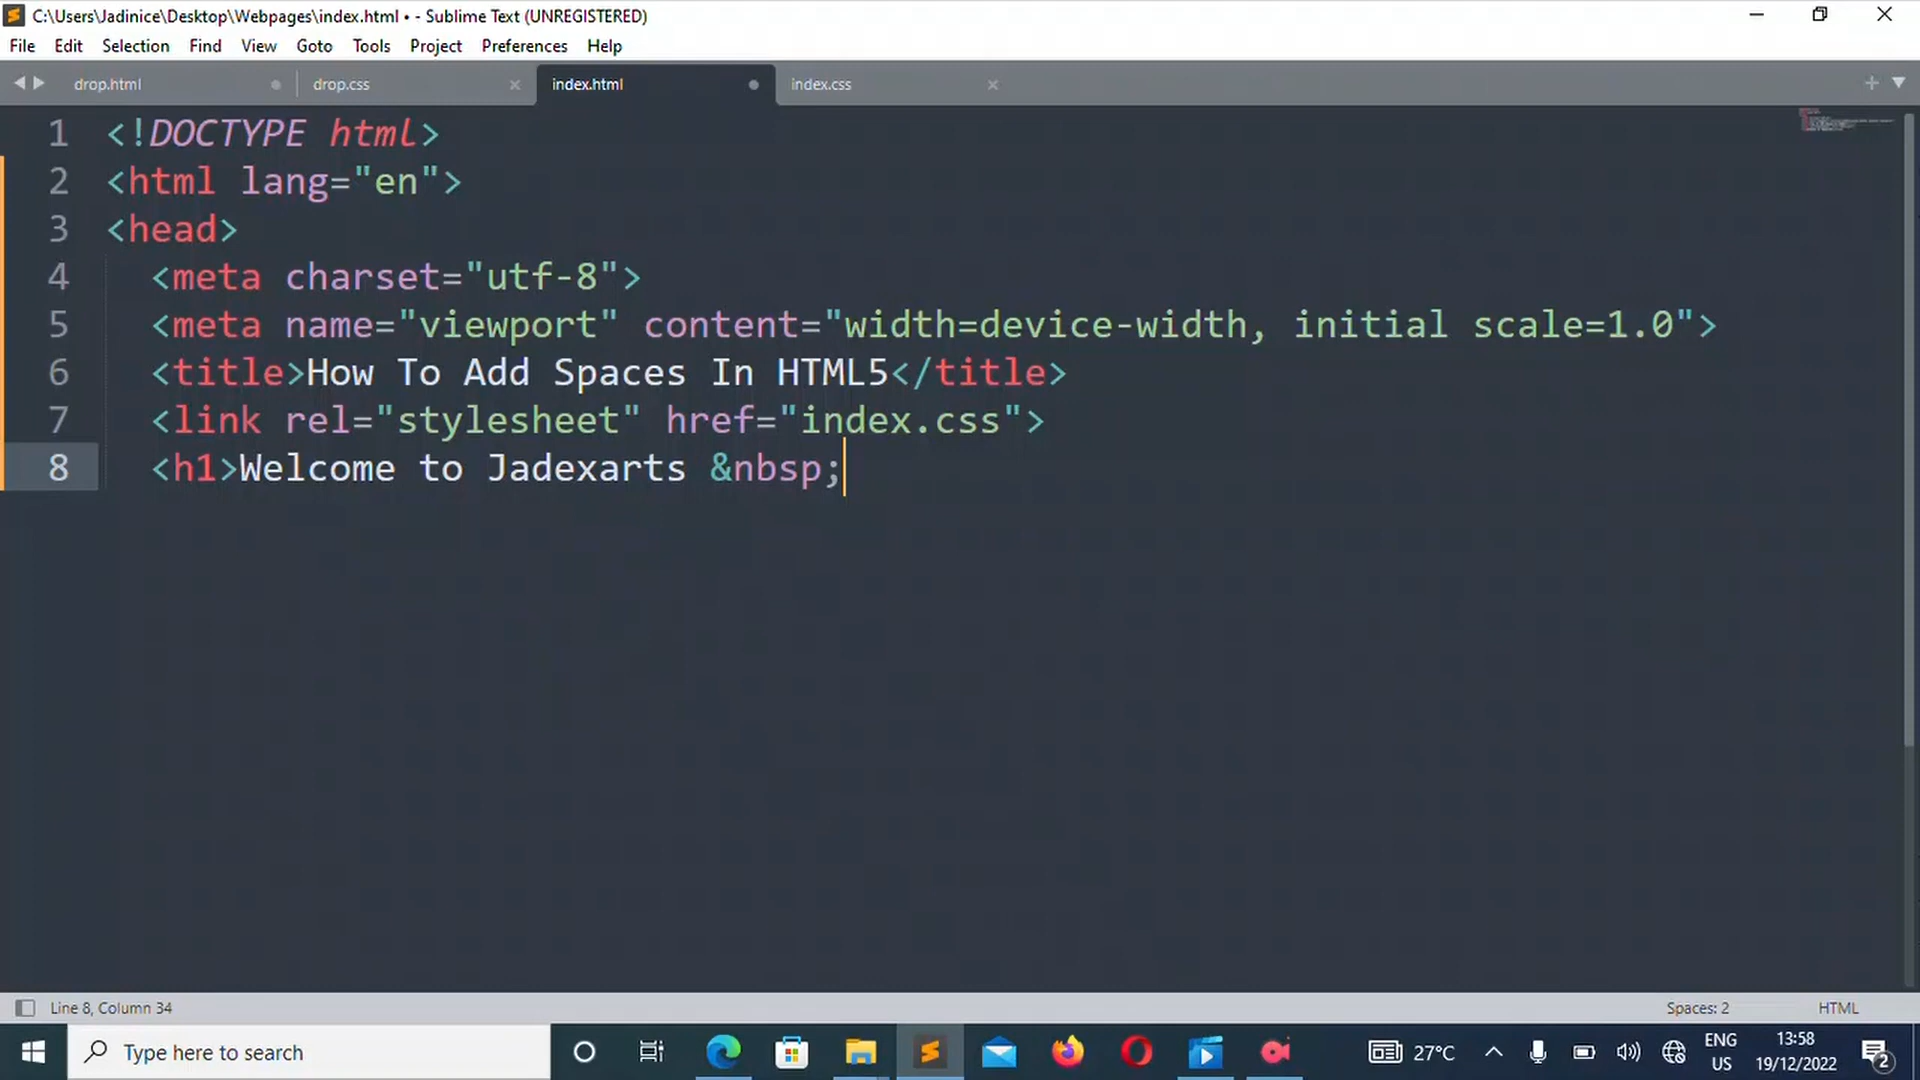 C:\Users\Jadinice\Desktop\Webpages\index.html • - Sublime Text (UNREGISTERED)
File Edit Selection Find View Goto Tools Project Preferences Help
drop.html drop.css index.html index.css
1 <!DOCTYPE html>
2 <html lang="en">
3 <head>
4 <meta charset="utf-8">
5 <meta name="viewport" content="width=device-width, initial scale=1.0">
6 <title>How To Add Spaces In HTML5</title>
7 <link rel="stylesheet" href="index.css">
8 <h1>Welcome to Jadexarts &nbsp;
Line 8, Column 34 Spaces: 2 HTML
Type here to search 27°C ENG 13:58
US 19/12/2022 2